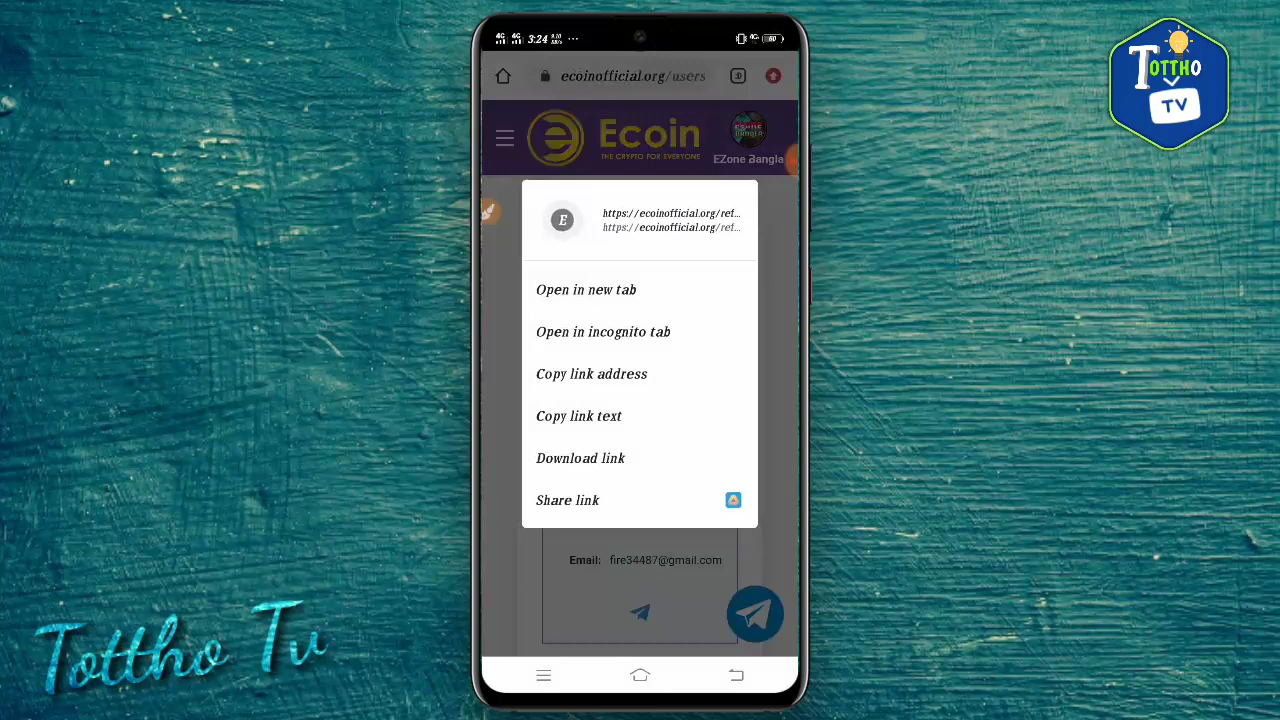 3:24
ecoinofficial.org/users
Ecoin
THE CRYPTO FOR EVERYONE
EZone Bangla
E
https://ecoinofficial.org/ref...
https://ecoinofficial.org/ref...
Open in new tab
Open in incognito tab
Copy link address
Copy link text
Download link
Share link
Email: fire34487@gmail.com
TOTTHO
TV
Tottho Tv